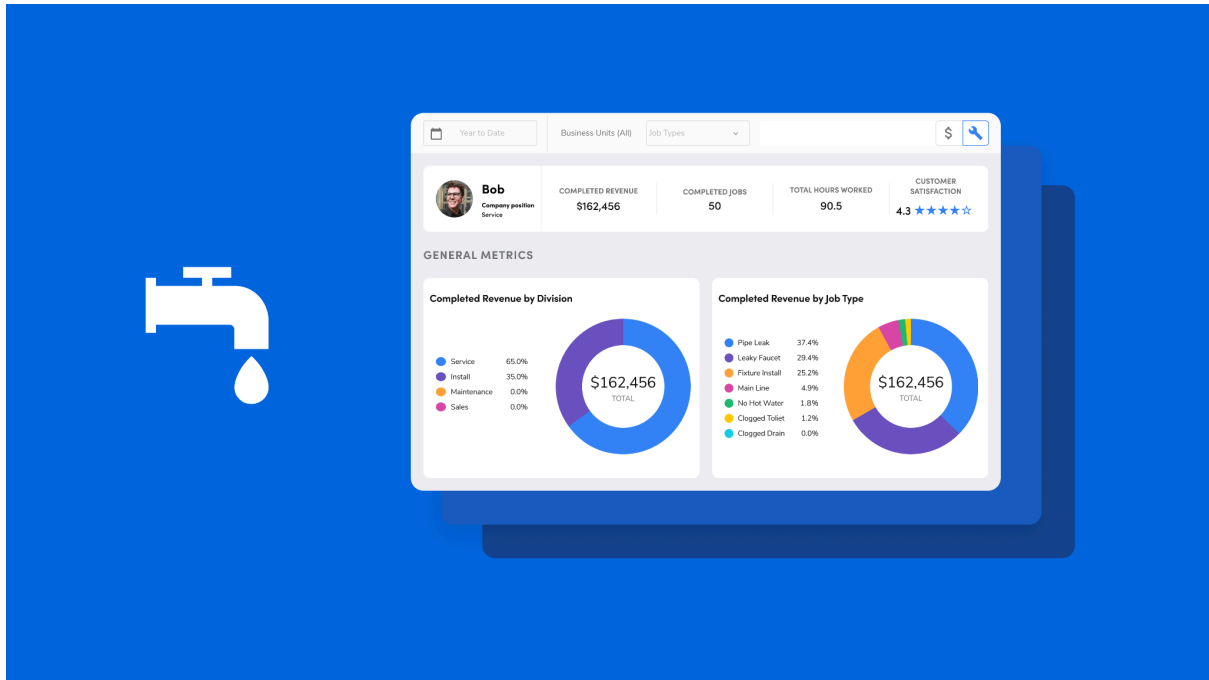 Year to Date
Business Units (All)
Job Types
$
Bob
Company position
Service
COMPLETED REVENUE
$162,456
COMPLETED JOBS
50
TOTAL HOURS WORKED
90.5
CUSTOMER
SATISFACTION
4.3
GENERAL METRICS
Completed Revenue by Division
Service 65.0%
Install 35.0%
Maintenance 0.0%
Sales 0.0%
$162,456
TOTAL
Completed Revenue by Job Type
Pipe Leak 37.4%
Leaky Faucet 29.4%
Fixture Install 25.2%
Main Line 4.9%
No Hot Water 1.8%
Clogged Toliet 1.2%
Clogged Drain 0.0%
$162,456
TOTAL